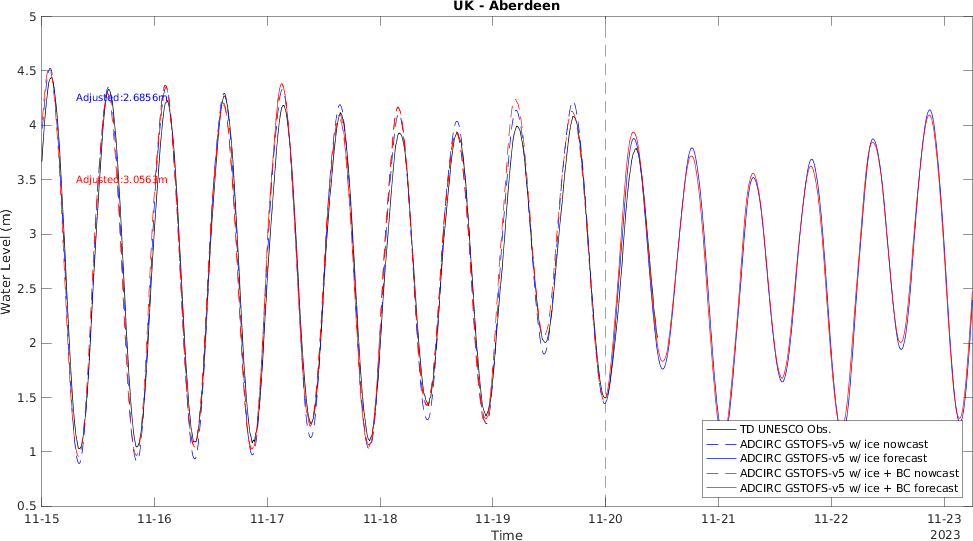 UK - Aberdeen
5
4.5
4
3.5
3
2.5
2
1.5
1
0.5
Water Level (m)
Adjusted:2.6856m
Adjusted:3.0563m
TD UNESCO Obs.
ADCIRC GSTOFS-v5 w/ ice nowcast
ADCIRC GSTOFS-v5 w/ ice forecast
ADCIRC GSTOFS-v5 w/ ice + BC nowcast
ADCIRC GSTOFS-v5 w/ ice + BC forecast
11-15 11-16 11-17 11-18 11-19 11-20 11-21 11-22 11-23
Time
2023